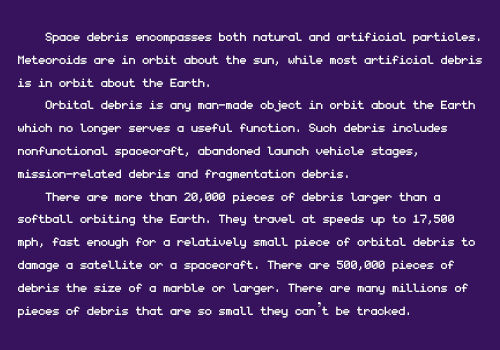 Space debris encompasses both natural and artificial particles.
Meteoroids are in orbit about the sun, while most artificial debris
is in orbit about the Earth.
Orbital debris is any man-made object in orbit about the Earth
which no longer serves a useful function. Such debris includes
nonfunctional spacecraft, abandoned launch vehicle stages,
mission-related debris and fragmentation debris.
There are more than 20,000 pieces of debris larger than a
softball orbiting the Earth. They travel at speeds up to 17,500
mph, fast enough for a relatively small piece of orbital debris to
damage a satellite or a spacecraft. There are 500,000 pieces of
debris the size of a marble or larger. There are many millions of
pieces of debris that are so small they can't be tracked.